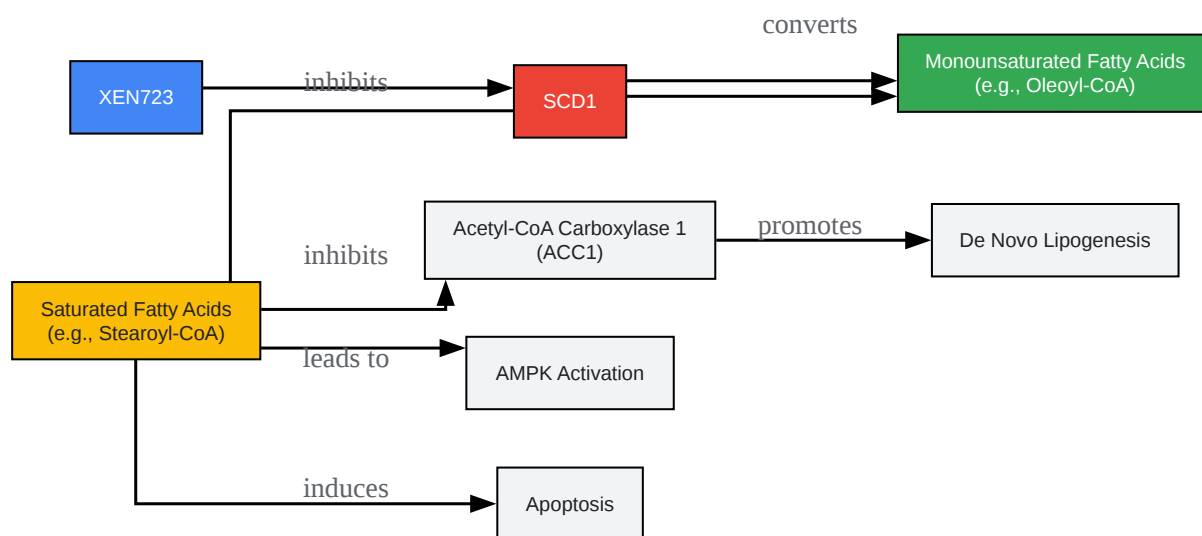 converts
Monounsaturated Fatty Acids
(e.g., Oleoyl-CoA)
XEN723
inhibits
SCD1
Acetyl-CoA Carboxylase 1
(ACC1)
promotes
De Novo Lipogenesis
inhibits
Saturated Fatty Acids
(e.g., Stearoyl-CoA)
leads to
AMPK Activation
induces
Apoptosis